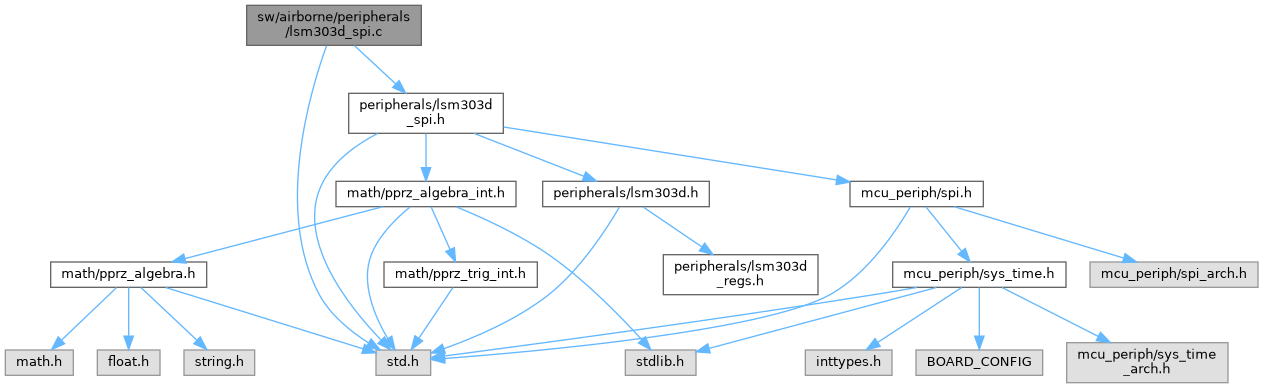 sw/airborne/peripherals
/lsm303d_spi.c
peripherals/lsm303d
_spi.h
math/pprz_algebra_int.h
peripherals/lsm303d.h
mcu_periph/spi.h
math/pprz_algebra.h
math/pprz_trig_int.h
peripherals/lsm303d
_regs.h
mcu_periph/sys_time.h
mcu_periph/spi_arch.h
math.h
float.h
string.h
std.h
stdlib.h
inttypes.h
BOARD_CONFIG
mcu_periph/sys_time
_arch.h